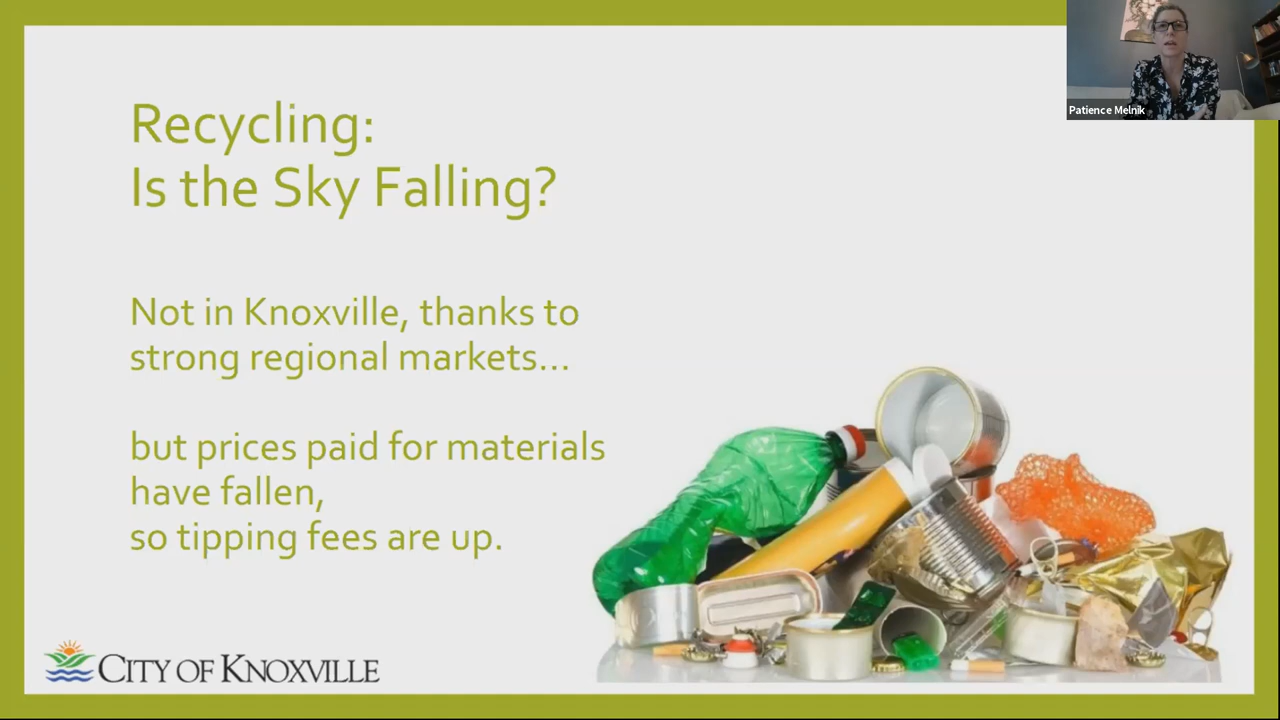 Patience Melnik
Recycling:
Is the Sky Falling?
Not in Knoxville, thanks to
strong regional markets...
but prices paid for materials
have fallen,
so tipping fees are up.
CITY OF KNOXVILLE